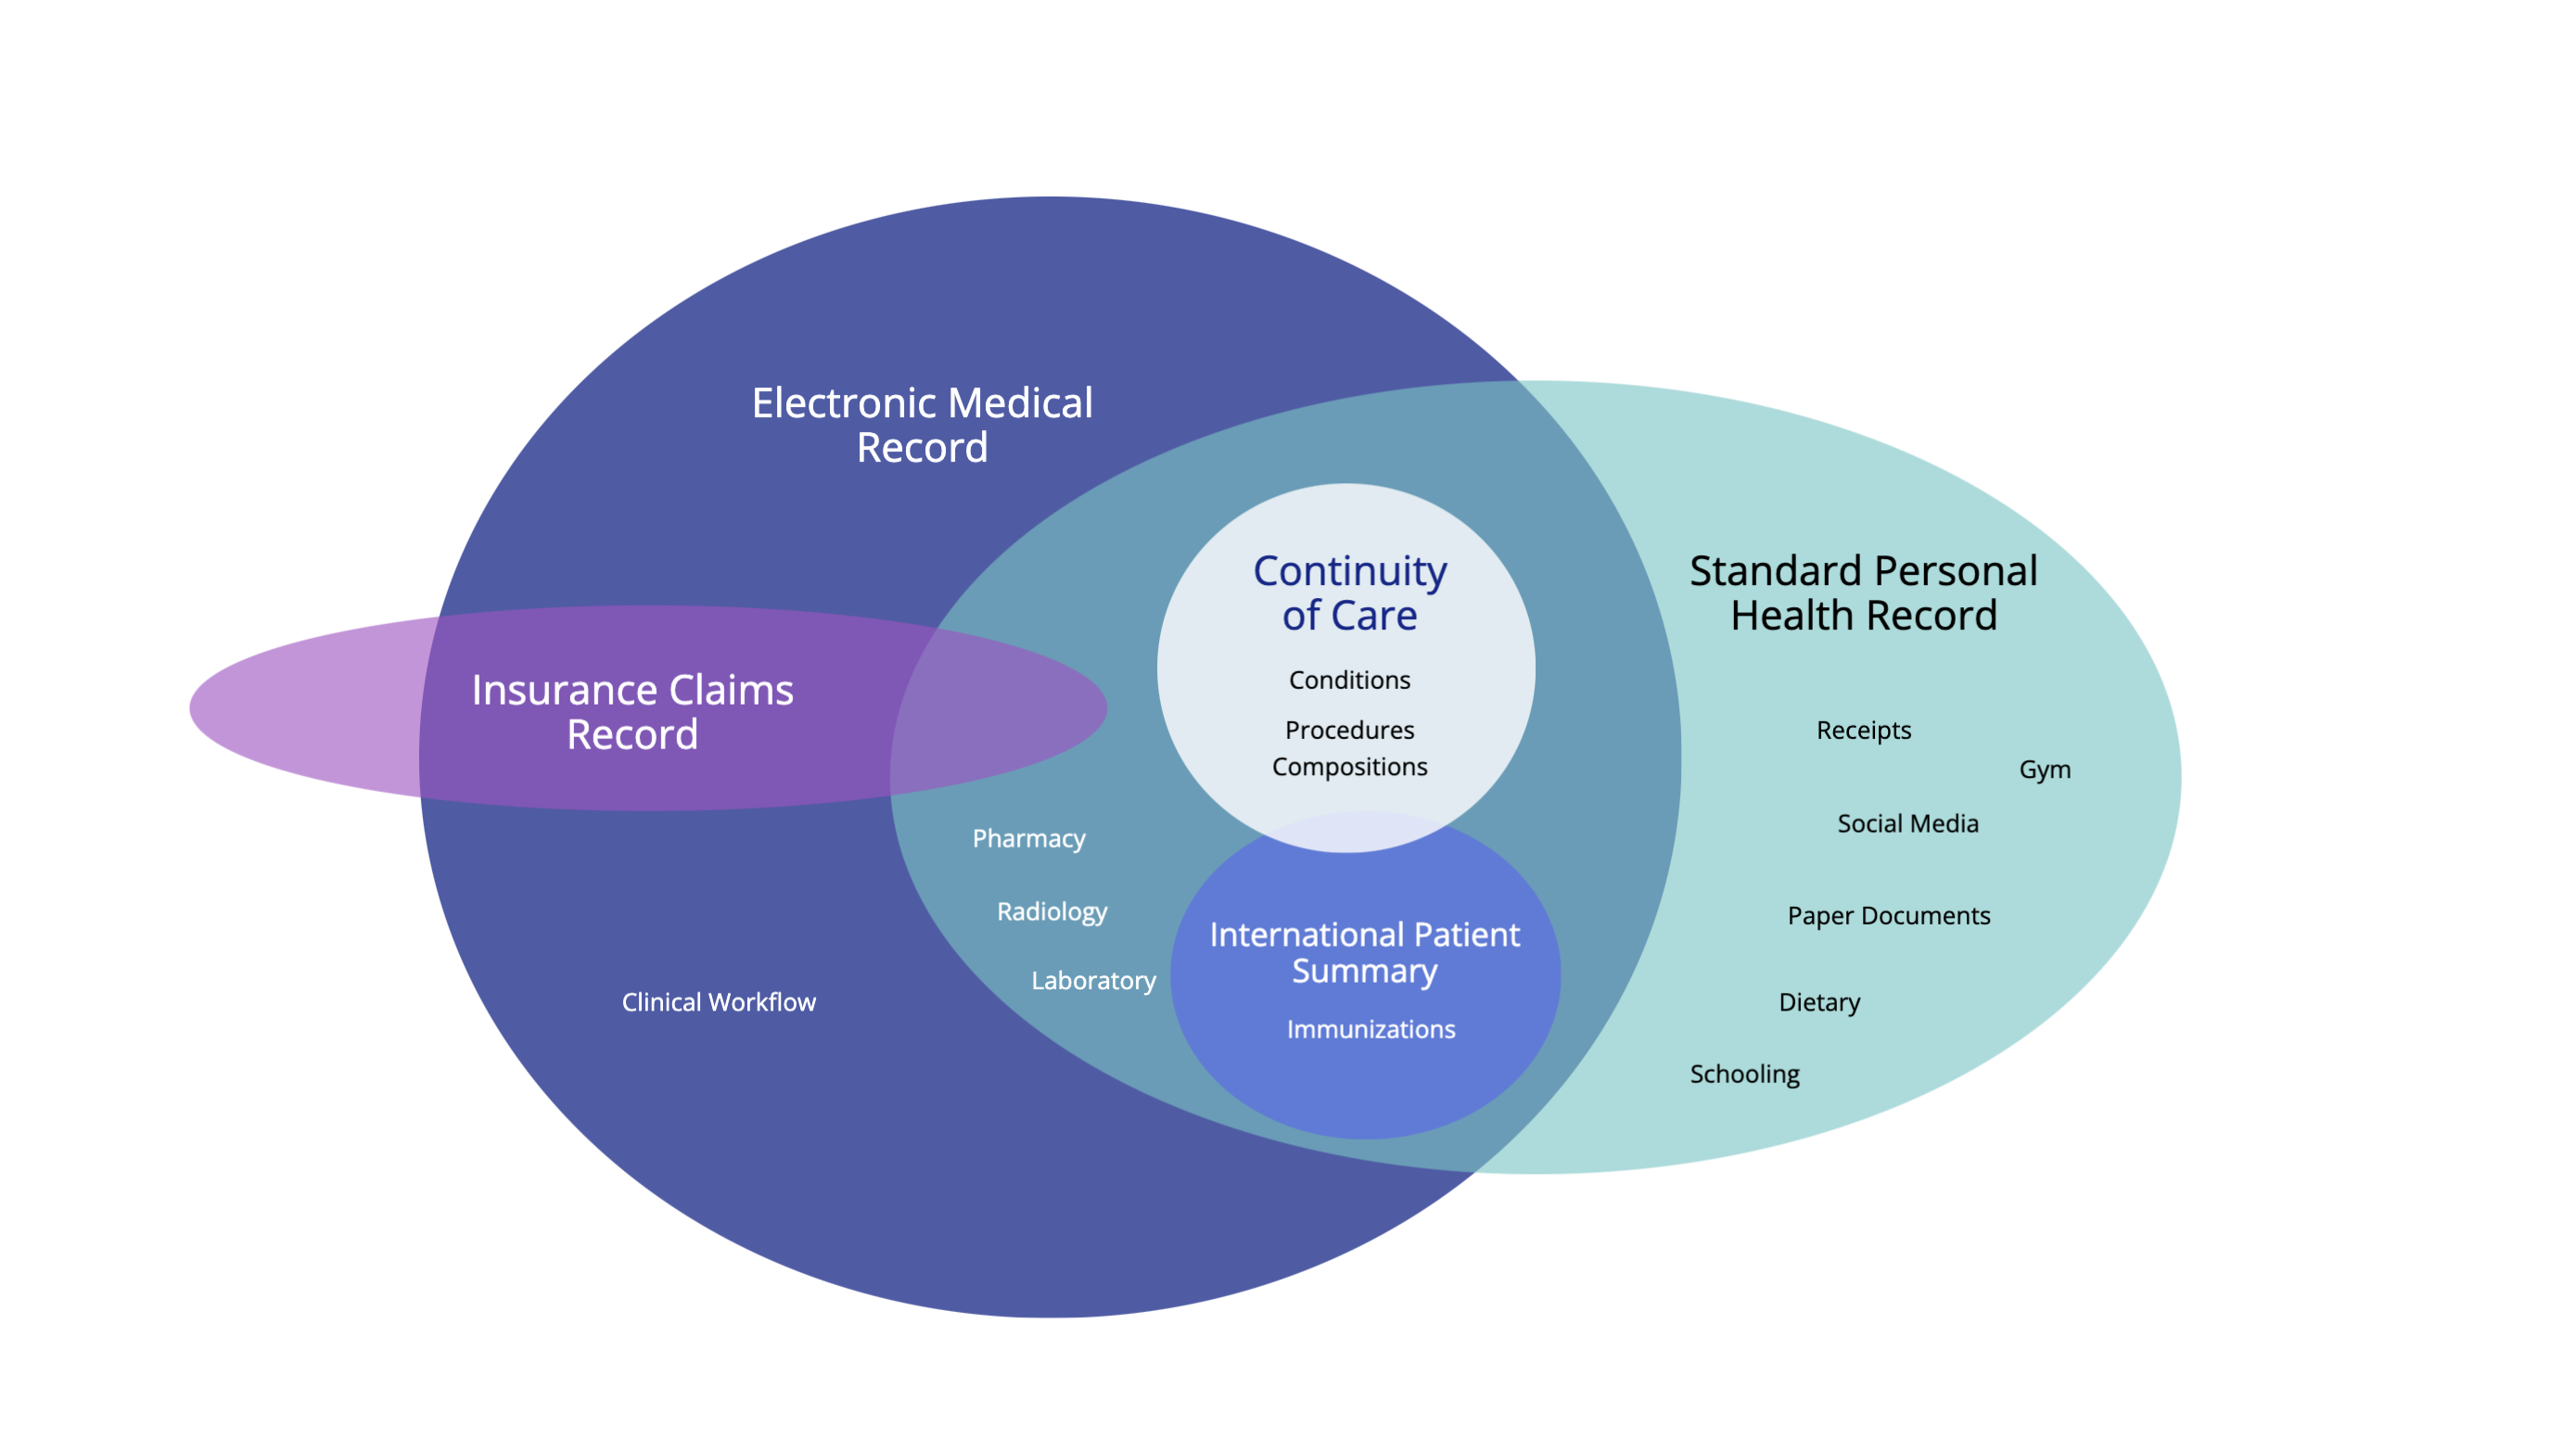 Electronic Medical
Record
Continuity
of Care
Conditions
Procedures
Compositions
Standard Personal
Health Record
Receipts
Gym
Social Media
Paper Documents
Dietary
Schooling
Insurance Claims
Record
Pharmacy
Radiology
Laboratory
International Patient
Summary
Immunizations
Clinical Workflow